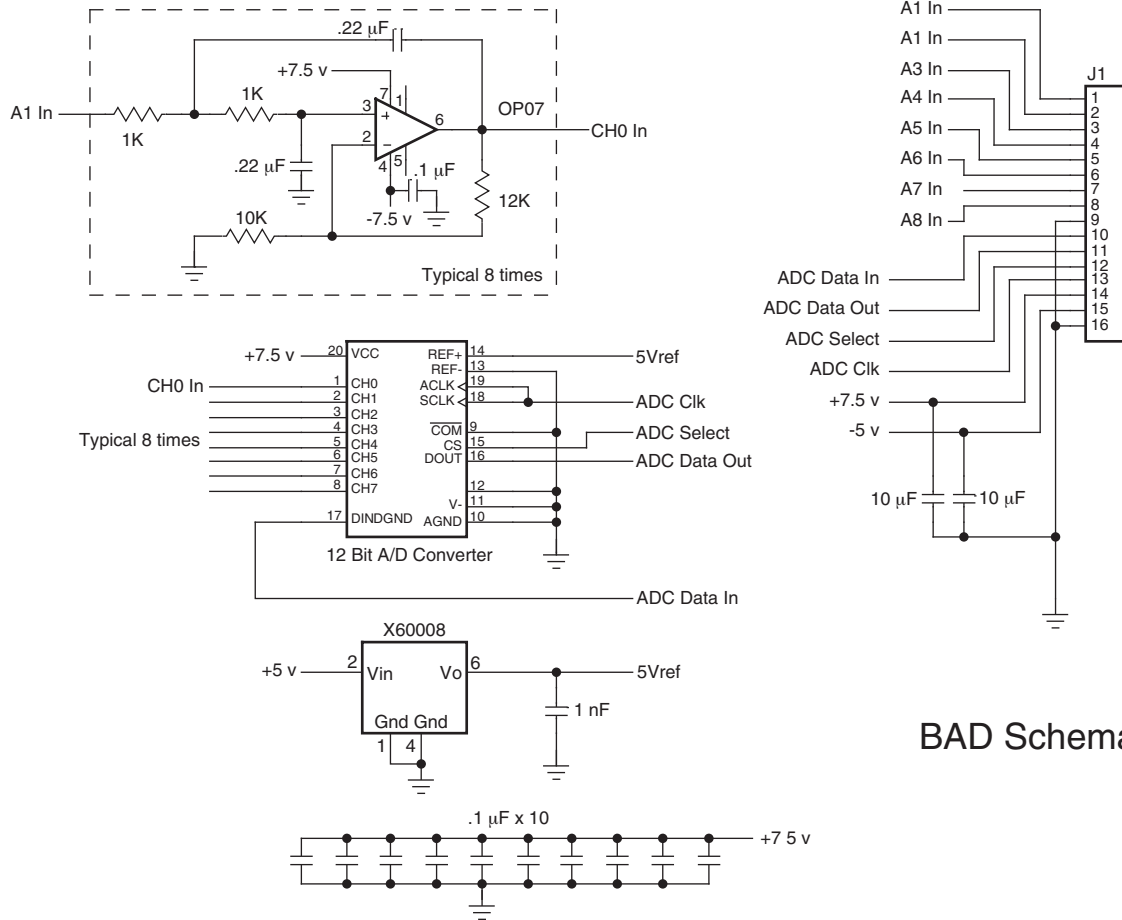 .22 µF
+7.5 v
7
1
A1 In
1K
1K
3
+
6
OP07
CH0 In
2
−
.22 µF
4
5
.1 µF
-7.5 v
12K
10K
Typical 8 times
+7.5 v
20
VCC
REF+
14
5Vref
REF-
13
CH0 In
1
CH0
ACLK
19
2
CH1
SCLK
18
ADC Clk
3
CH2
4
CH3
COM
9
ADC Select
Typical 8 times
5
CH4
CS
15
6
CH5
DOUT
16
ADC Data Out
7
CH6
8
CH7
12
V-
11
17
DINDGND
AGND
10
12 Bit A/D Converter
ADC Data In
X60008
+5 v
2
Vin
Vo
6
5Vref
Gnd Gnd
1 nF
1
4
.1 µF x 10
+7 5 v
A1 In
A1 In
A3 In
A4 In
A5 In
A6 In
A7 In
A8 In
J1
1
2
3
4
5
6
7
8
9
10
11
12
13
14
15
16
ADC Data In
ADC Data Out
ADC Select
ADC Clk
+7.5 v
-5 v
10 µF
10 µF
BAD Schema